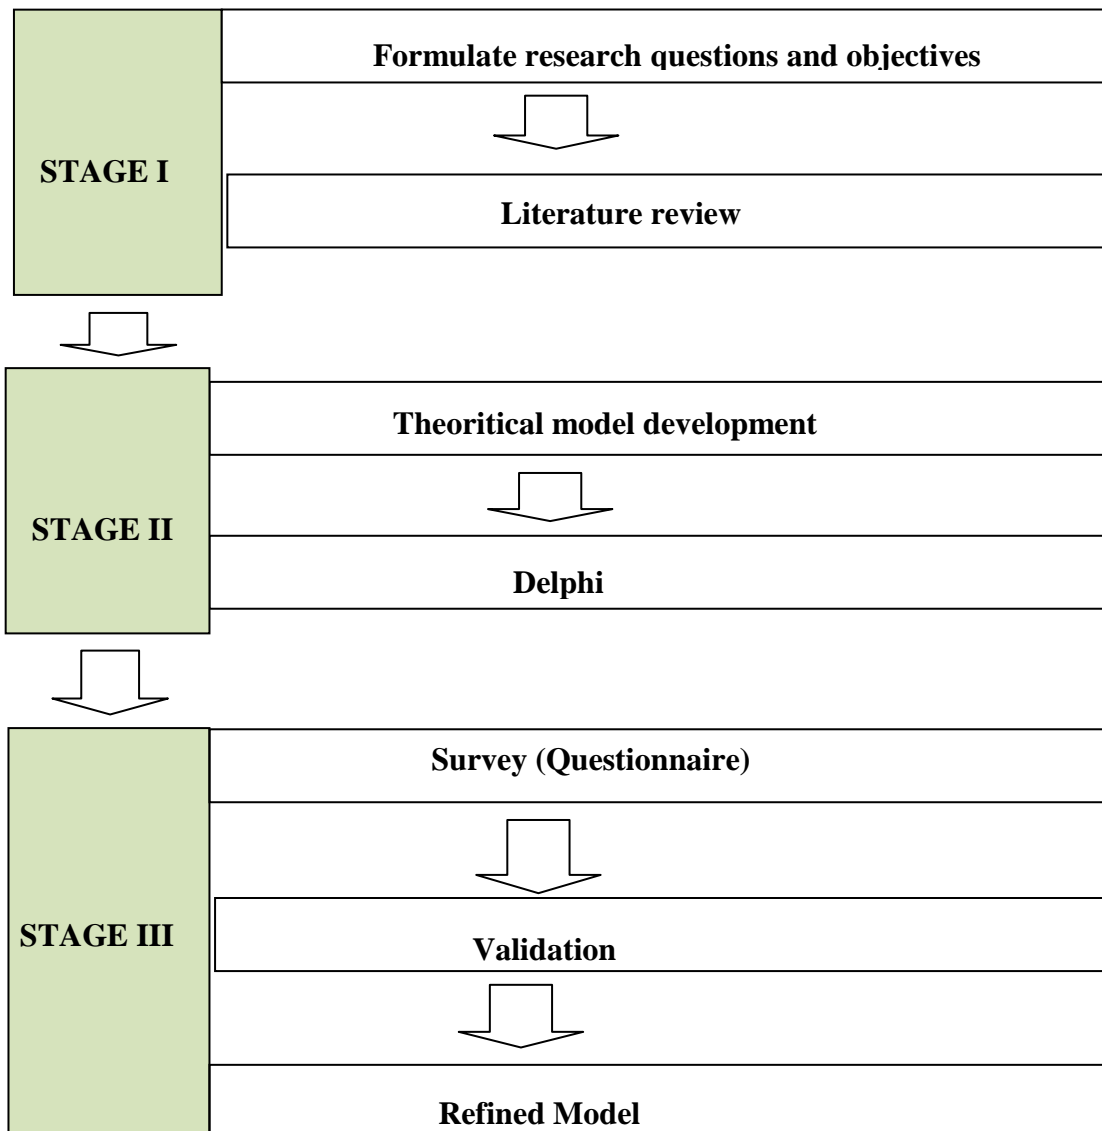 Formulate research questions and objectives
STAGE I
Literature review
Theoritical model development
STAGE II
Delphi
Survey (Questionnaire)
STAGE III
Validation
Refined Model